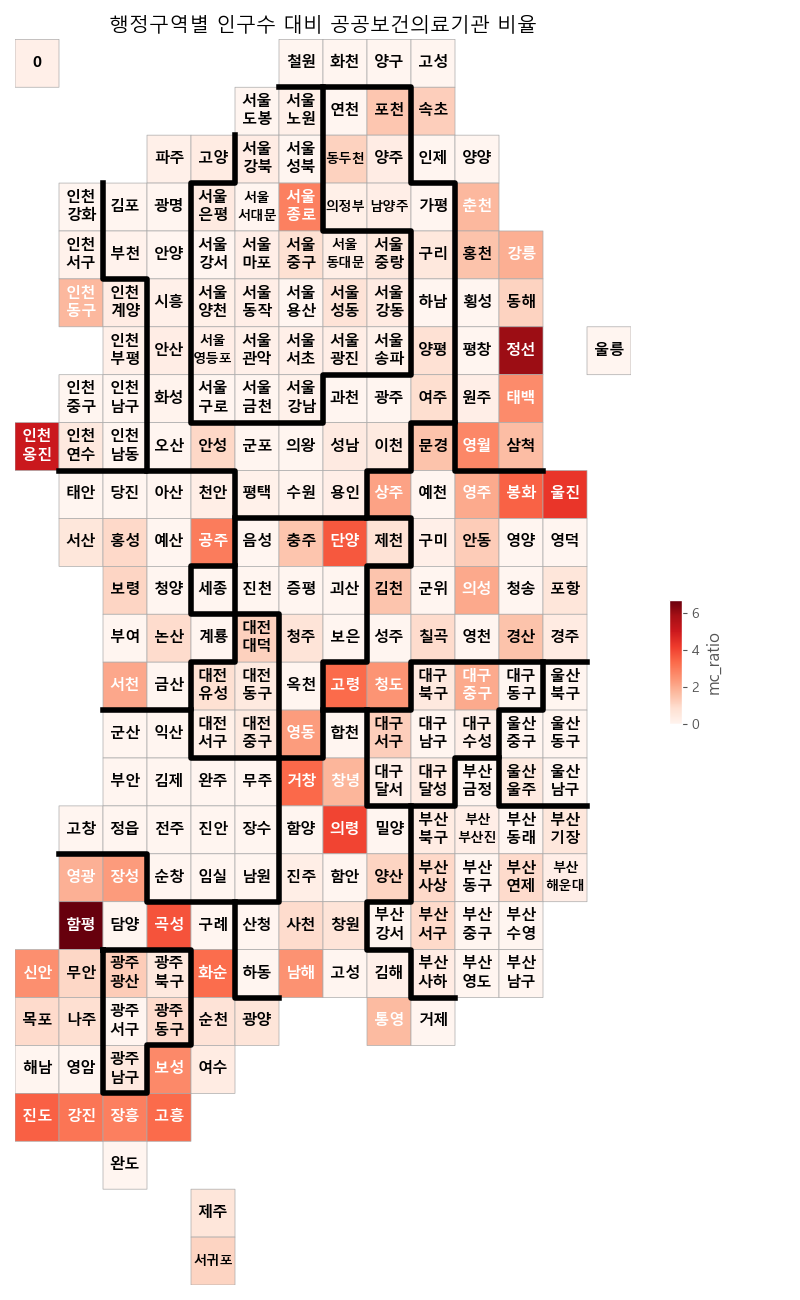 행정구역별 인구수 대비 공공보건의료기관 비율
0 철원 화천 양구 고성
서울 도봉 서울 노원 연천 포천 속초
파주 고양 서울 강북 서울 성북 동두천 양주 인제 양양
인천 강화 김포 광명 서울 은평 서울 서대문 서울 종로 의정부 남양주 가평 춘천
인천 서구 부천 안양 서울 강서 서울 마포 서울 중구 서울 동대문 서울 중랑 구리 홍천 강릉
인천 동구 인천 계양 시흥 서울 양천 서울 동작 서울 용산 서울 성동 서울 강동 하남 횡성 동해
인천 부평 안산 서울 영등포 서울 관악 서울 서초 서울 광진 서울 송파 양평 평창 정선 울릉
인천 중구 인천 남구 화성 서울 구로 서울 금천 서울 강남 과천 광주 여주 원주 태백
인천 옹진 인천 연수 인천 남동 오산 안성 군포 의왕 성남 이천 문경 영월 삼척
태안 당진 아산 천안 평택 수원 용인 상주 예천 영주 봉화 울진
서산 홍성 예산 공주 음성 충주 단양 제천 구미 안동 영양 영덕
보령 청양 세종 진천 증평 괴산 김천 군위 의성 청송 포항
부여 논산 계룡 대전 대덕 청주 보은 성주 칠곡 영천 경산 경주
서천 금산 대전 유성 대전 동구 옥천 고령 청도 대구 북구 대구 중구 대구 동구 울산 북구
군산 익산 대전 서구 대전 중구 영동 합천 대구 서구 대구 남구 대구 수성 울산 중구 울산 동구
부안 김제 완주 무주 거창 창녕 대구 달서 대구 달성 부산 금정 울산 울주 울산 남구
고창 정읍 전주 진안 장수 함양 의령 밀양 부산 북구 부산 부산진 부산 동래 부산 기장
영광 장성 순창 임실 남원 진주 함안 양산 부산 사상 부산 동구 부산 연제 부산 해운대
함평 담양 곡성 구례 산청 사천 창원 부산 강서 부산 서구 부산 중구 부산 수영
신안 무안 광주 광산 광주 북구 화순 하동 남해 고성 김해 부산 사하 부산 영도 부산 남구
목포 나주 광주 서구 광주 동구 순천 광양 통영 거제
해남 영암 광주 남구 보성 여수
진도 강진 장흥 고흥
완도
제주
서귀포
6
4
2
0
mc_ratio